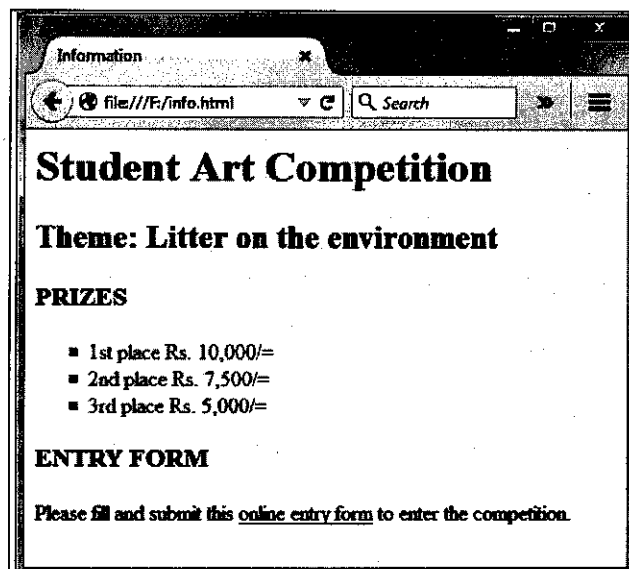 Information
file:///F:/info.html
Search
Student Art Competition
Theme: Litter on the environment
PRIZES
1st place Rs. 10,000/=
2nd place Rs. 7,500/=
3rd place Rs. 5,000/=
ENTRY FORM
Please fill and submit this online entry form to enter the competition.